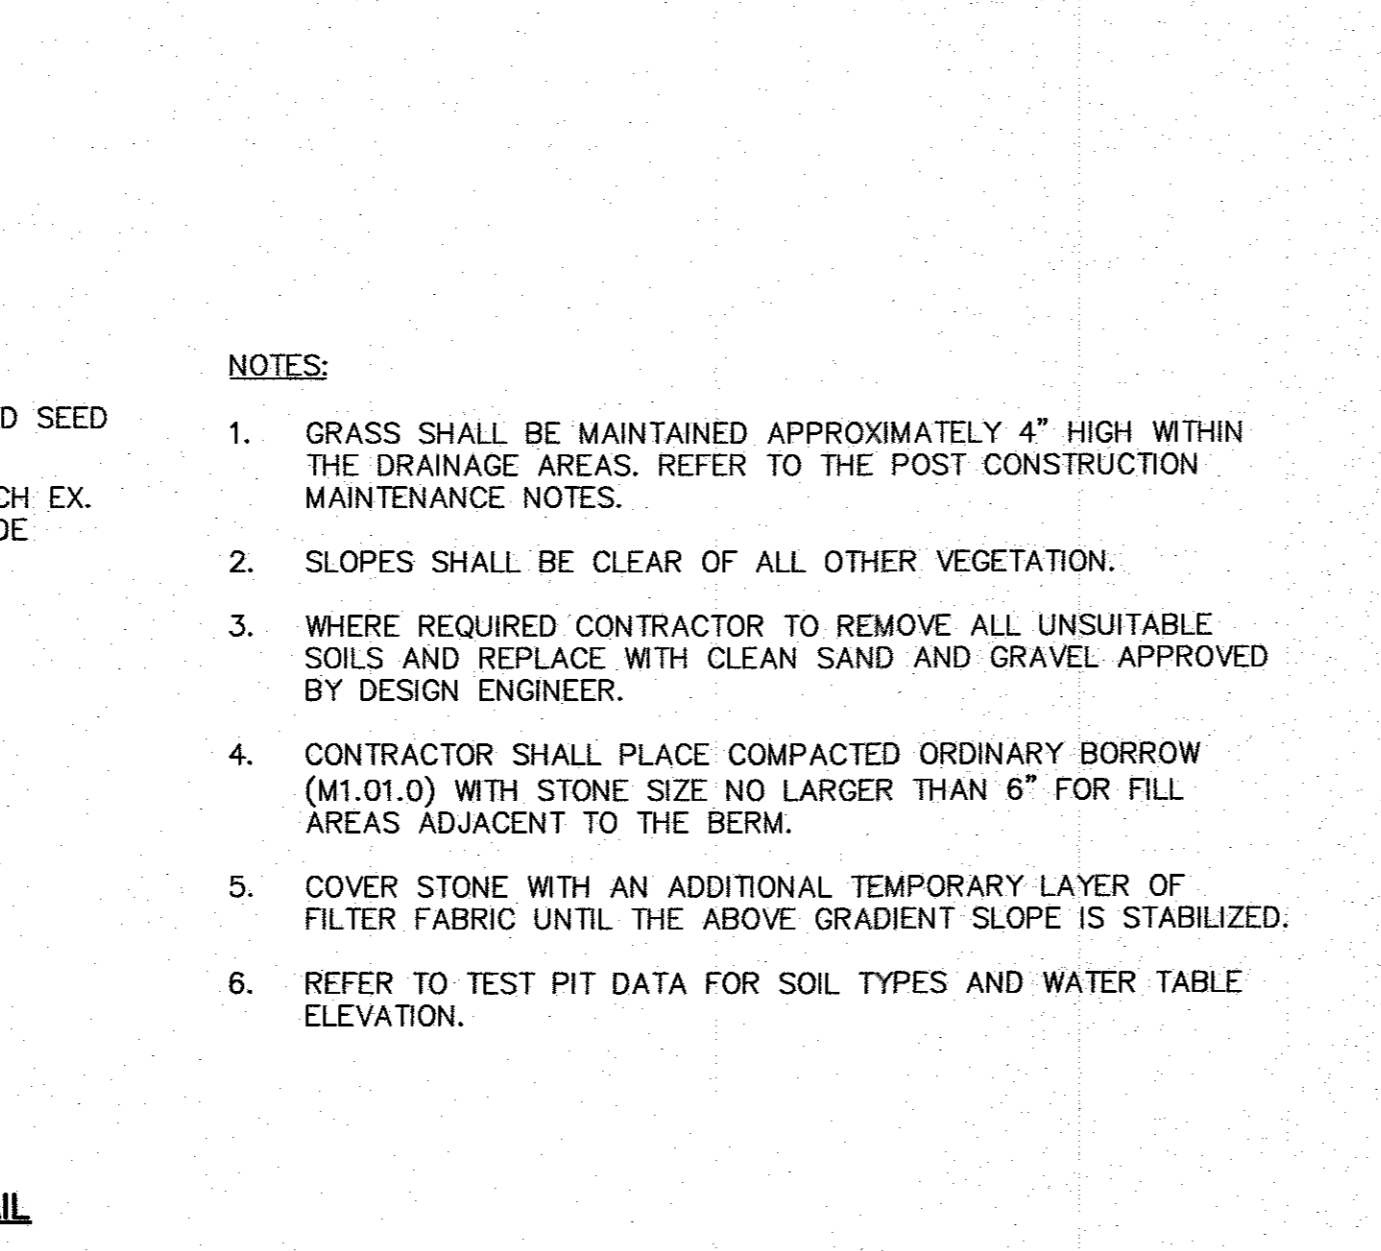 NOTES:
D SEED
CH EX.
DE
1. GRASS SHALL BE MAINTAINED APPROXIMATELY 4" HIGH WITHIN
THE DRAINAGE AREAS. REFER TO THE POST CONSTRUCTION
MAINTENANCE NOTES.
2. SLOPES SHALL BE CLEAR OF ALL OTHER VEGETATION.
3. WHERE REQUIRED CONTRACTOR TO REMOVE ALL UNSUITABLE
SOILS AND REPLACE WITH CLEAN SAND AND GRAVEL APPROVED
BY DESIGN ENGINEER.
4. CONTRACTOR SHALL PLACE COMPACTED ORDINARY BORROW
(M1.01.0) WITH STONE SIZE NO LARGER THAN 6" FOR FILL
AREAS ADJACENT TO THE BERM.
5. COVER STONE WITH AN ADDITIONAL TEMPORARY LAYER OF
FILTER FABRIC UNTIL THE ABOVE GRADIENT SLOPE IS STABILIZED.
6. REFER TO TEST PIT DATA FOR SOIL TYPES AND WATER TABLE
ELEVATION.
IL